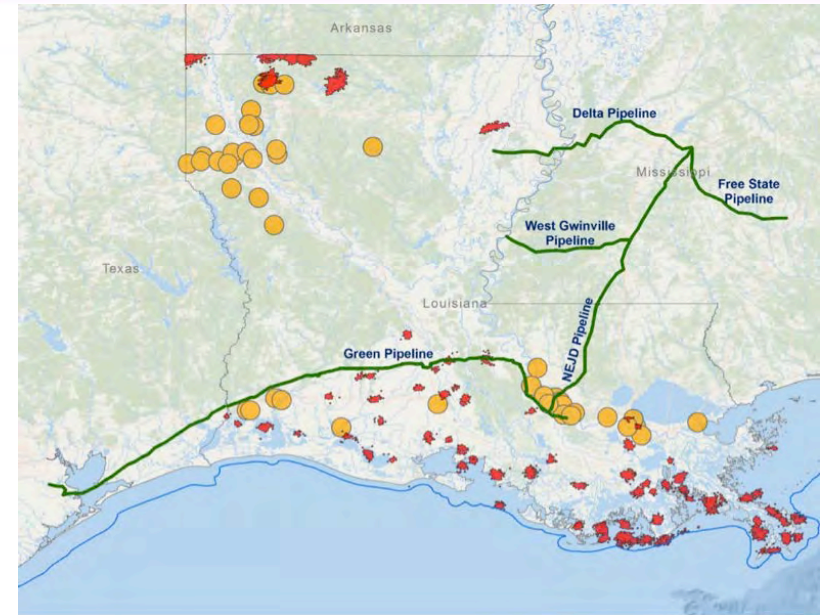 Arkansas
Delta Pipeline
Mississippi
Free State
Pipeline
West Gwinville
Pipeline
Texas
Louisiana
NEJD Pipeline
Green Pipeline